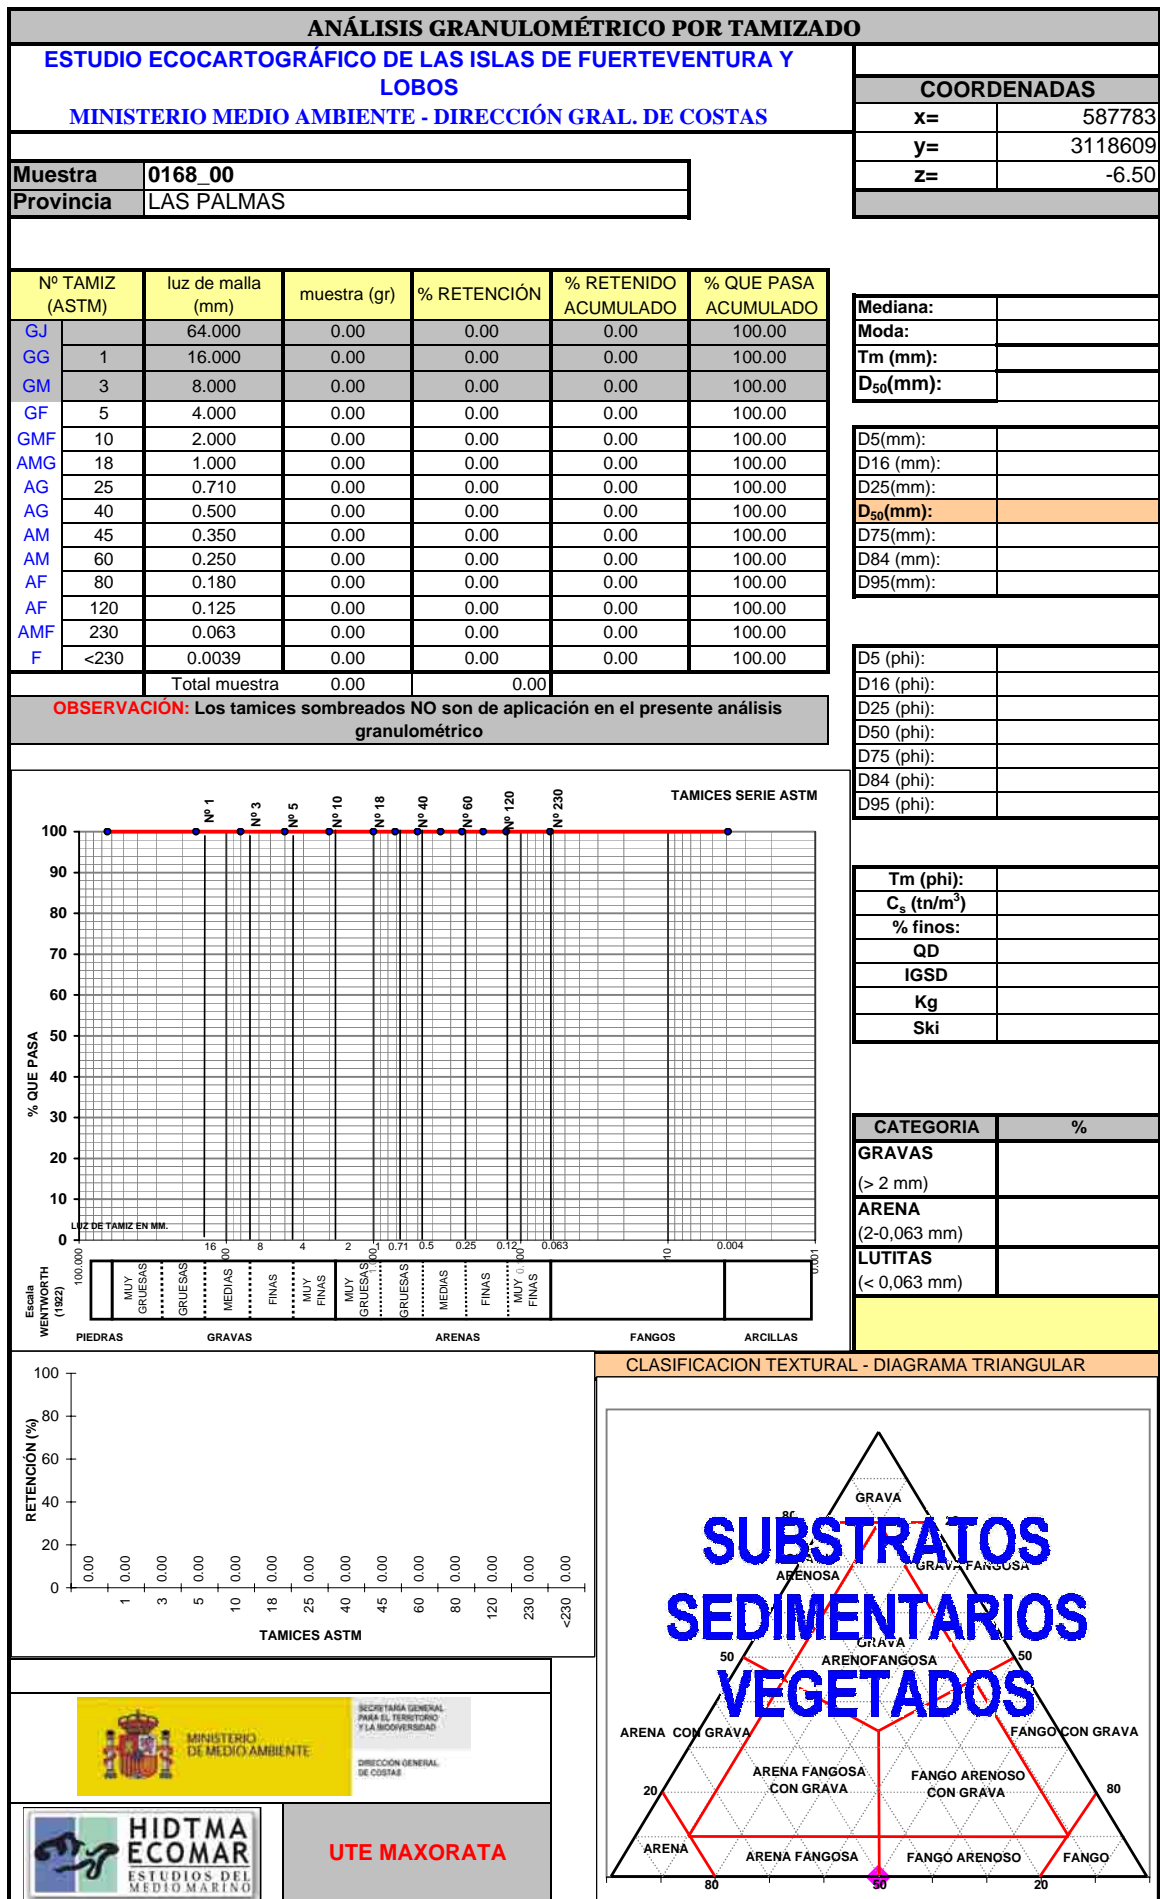 ANÁLISIS GRANULOMÉTRICO POR TAMIZADO
ESTUDIO ECOCARTOGRÁFICO DE LAS ISLAS DE FUERTEVENTURA Y
LOBOS
MINISTERIO MEDIO AMBIENTE - DIRECCIÓN GRAL. DE COSTAS
COORDENADAS
x= 587783
y= 3118609
z= -6.50
Muestra 0168_00
Provincia LAS PALMAS
Nº TAMIZ (ASTM) luz de malla (mm) muestra (gr) % RETENCIÓN % RETENIDO ACUMULADO % QUE PASA ACUMULADO
GJ 64.000 0.00 0.00 0.00 100.00
GG 1 16.000 0.00 0.00 0.00 100.00
GM 3 8.000 0.00 0.00 0.00 100.00
GF 5 4.000 0.00 0.00 0.00 100.00
GMF 10 2.000 0.00 0.00 0.00 100.00
AMG 18 1.000 0.00 0.00 0.00 100.00
AG 25 0.710 0.00 0.00 0.00 100.00
AG 40 0.500 0.00 0.00 0.00 100.00
AM 45 0.350 0.00 0.00 0.00 100.00
AM 60 0.250 0.00 0.00 0.00 100.00
AF 80 0.180 0.00 0.00 0.00 100.00
AF 120 0.125 0.00 0.00 0.00 100.00
AMF 230 0.063 0.00 0.00 0.00 100.00
F <230 0.0039 0.00 0.00 0.00 100.00
Total muestra 0.00 0.00
OBSERVACIÓN: Los tamices sombreados NO son de aplicación en el presente análisis
granulométrico
Mediana:
Moda:
Tm (mm):
D50(mm):
D5(mm):
D16 (mm):
D25(mm):
D50(mm):
D75(mm):
D84 (mm):
D95(mm):
D5 (phi):
D16 (phi):
D25 (phi):
D50 (phi):
D75 (phi):
D84 (phi):
D95 (phi):
Tm (phi):
Cs (tn/m3)
% finos:
QD
IGSD
Kg
Ski
CATEGORIA %
GRAVAS
(> 2 mm)
ARENA
(2-0,063 mm)
LUTITAS
(< 0,063 mm)
TAMICES SERIE ASTM
Nº 1 Nº 3 Nº 5 Nº 10 Nº 18 Nº 40 Nº 60 Nº 120 Nº 230
% QUE PASA
100
90
80
70
60
50
40
30
20
10
0
LUZ DE TAMIZ EN MM.
16 8 4 2 1 0.71 0.5 0.25 0.12 0.063 0.004
100.000
Escala
WENTWORTH
(1922)
MUY GRUESAS GRUESAS MEDIAS FINAS MUY FINAS MUY GRUESAS GRUESAS MEDIAS FINAS MUY FINAS
PIEDRAS GRAVAS ARENAS FANGOS ARCILLAS
RETENCIÓN (%)
100
80
60
40
20
0
0.00 0.00 0.00 0.00 0.00 0.00 0.00 0.00 0.00 0.00 0.00 0.00 0.00 0.00
1 3 5 10 18 25 40 45 60 80 120 230 <230
TAMICES ASTM
CLASIFICACION TEXTURAL - DIAGRAMA TRIANGULAR
GRAVA
SUBSTRATOS
ARENOSA
GRAVA FANGOSA
SEDIMENTARIOS
GRAVA
ARENOFANGOSA
50 50
VEGETADOS
ARENA CON GRAVA
FANGO CON GRAVA
ARENA FANGOSA
CON GRAVA
FANGO ARENOSO
CON GRAVA
20 80
ARENA
ARENA FANGOSA
FANGO ARENOSO
FANGO
80 50 20
MINISTERIO
DE MEDIO AMBIENTE
SECRETARÍA GENERAL
PARA EL TERRITORIO
Y LA BIODIVERSIDAD
DIRECCIÓN GENERAL
DE COSTAS
HIDTMA
ECOMAR
ESTUDIOS DEL
MEDIO MARINO
UTE MAXORATA